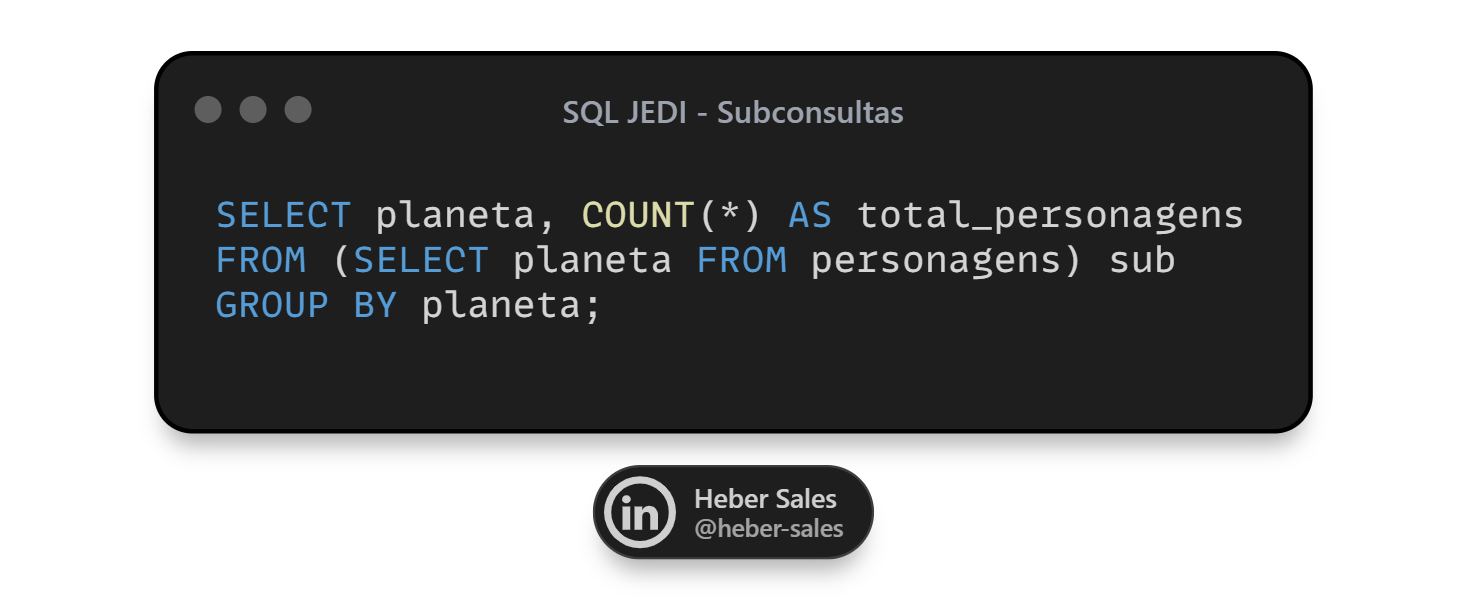 SQL JEDI - Subconsultas
SELECT planeta, COUNT(*) AS total_personagens
FROM (SELECT planeta FROM personagens) sub
GROUP BY planeta;
in
Heber Sales
@heber-sales